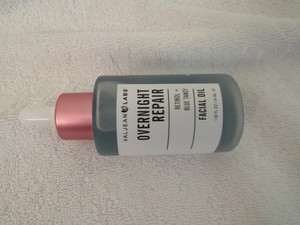 VALJEAN LABS
OVERNIGHT
REPAIR
RETINOL +
BLUE TANSY
FACIAL OIL